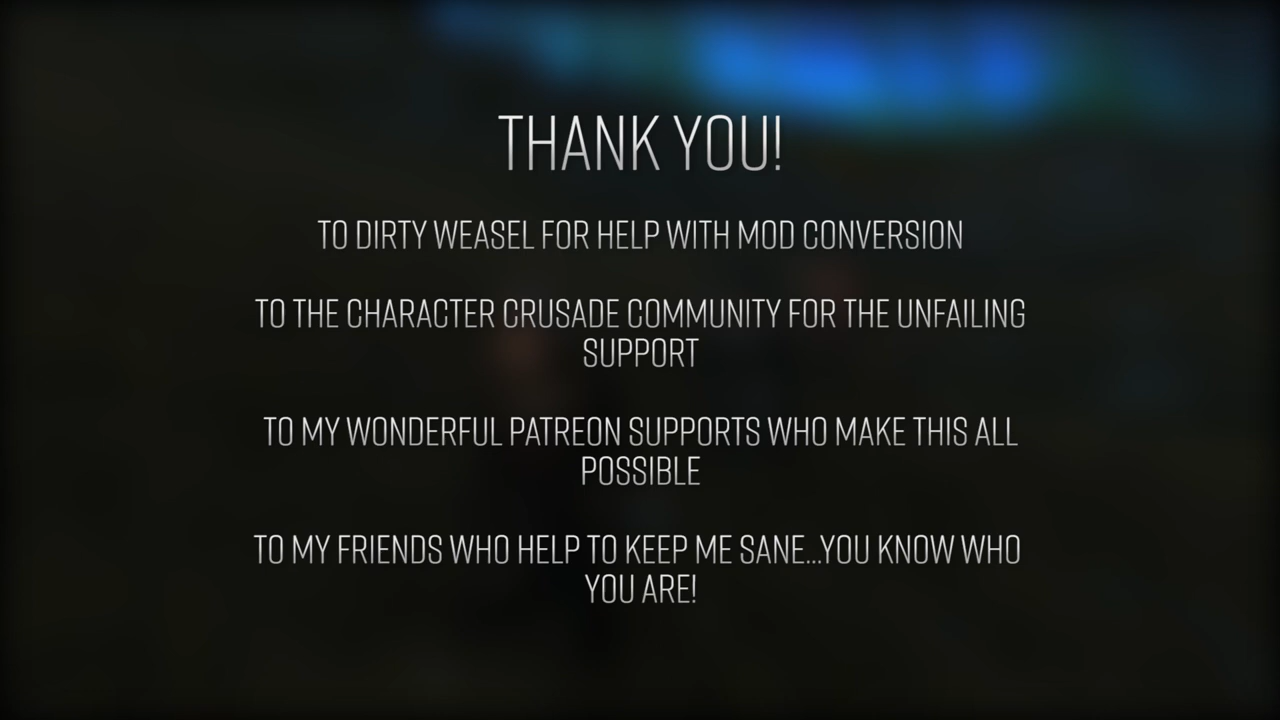 THANK YOU!
TO DIRTY WEASEL FOR HELP WITH MOD CONVERSION
TO THE CHARACTER CRUSADE COMMUNITY FOR THE UNFAILING
SUPPORT
TO MY WONDERFUL PATREON SUPPORTS WHO MAKE THIS ALL
POSSIBLE
TO MY FRIENDS WHO HELP TO KEEP ME SANE...YOU KNOW WHO
YOU ARE!